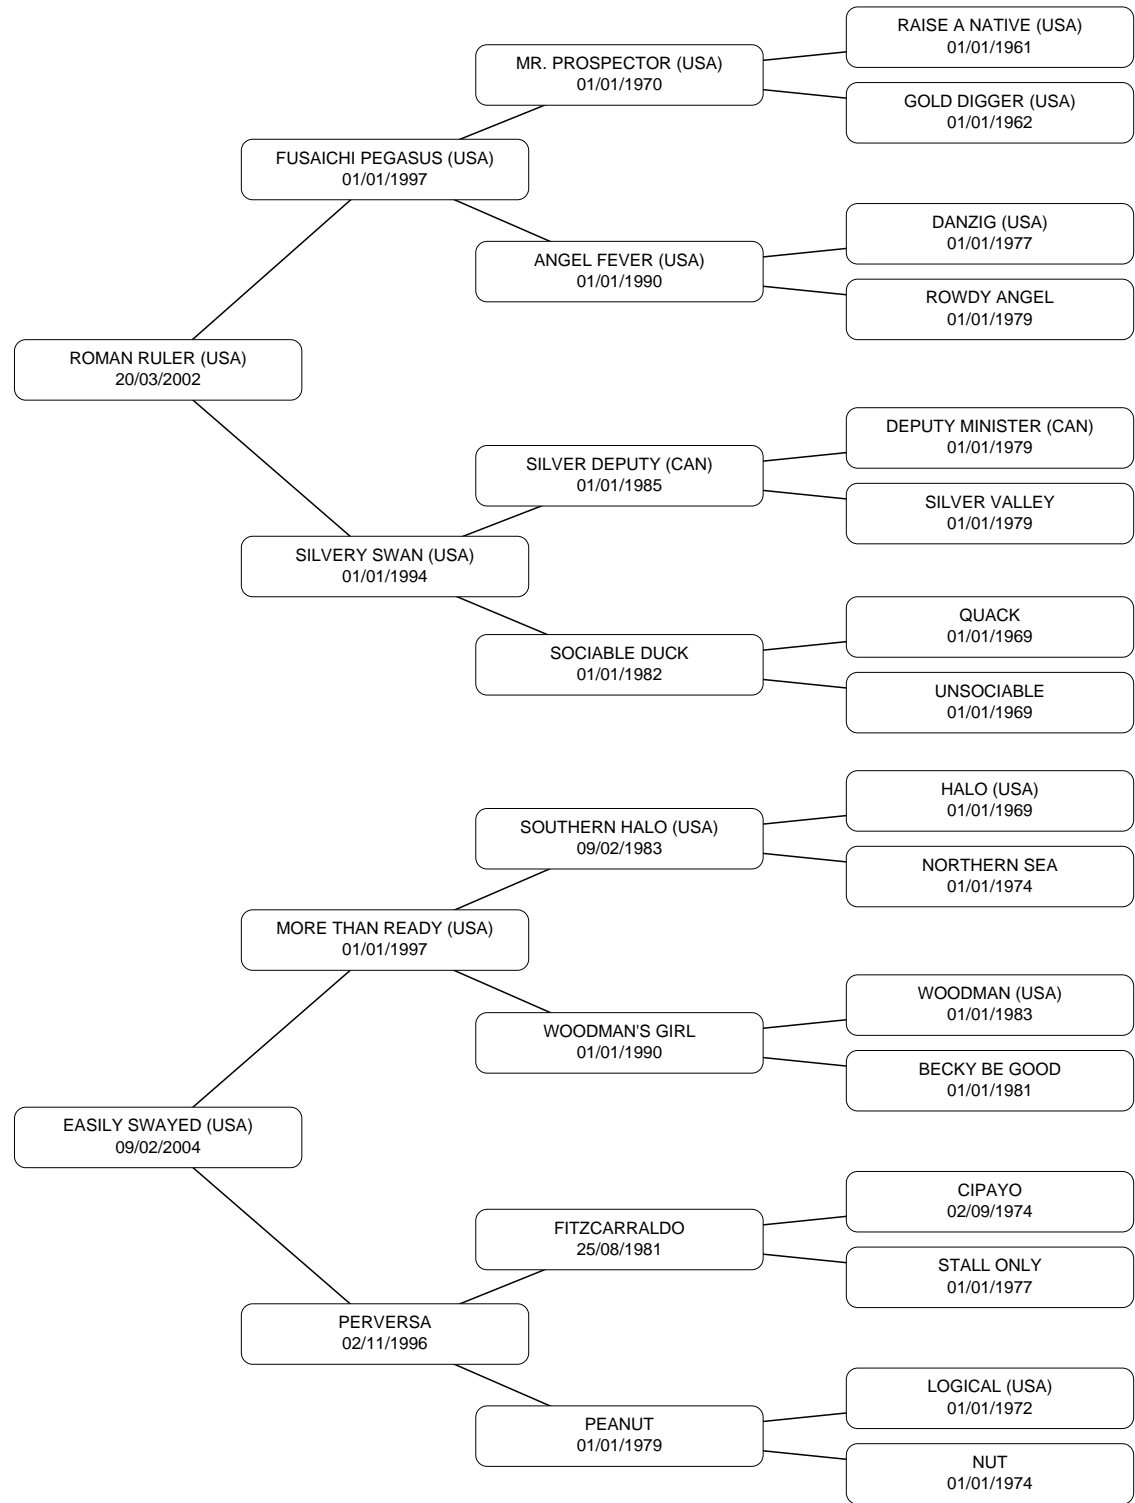 RAISE A NATIVE (USA)
01/01/1961
MR. PROSPECTOR (USA)
01/01/1970
GOLD DIGGER (USA)
01/01/1962
FUSAICHI PEGASUS (USA)
01/01/1997
DANZIG (USA)
01/01/1977
ANGEL FEVER (USA)
01/01/1990
ROWDY ANGEL
01/01/1979
ROMAN RULER (USA)
20/03/2002
DEPUTY MINISTER (CAN)
01/01/1979
SILVER DEPUTY (CAN)
01/01/1985
SILVER VALLEY
01/01/1979
SILVERY SWAN (USA)
01/01/1994
QUACK
01/01/1969
SOCIABLE DUCK
01/01/1982
UNSOCIABLE
01/01/1969
HALO (USA)
01/01/1969
SOUTHERN HALO (USA)
09/02/1983
NORTHERN SEA
01/01/1974
MORE THAN READY (USA)
01/01/1997
WOODMAN (USA)
01/01/1983
WOODMAN'S GIRL
01/01/1990
BECKY BE GOOD
01/01/1981
EASILY SWAYED (USA)
09/02/2004
CIPAYO
02/09/1974
FITZCARRALDO
25/08/1981
STALL ONLY
01/01/1977
PERVERSA
02/11/1996
LOGICAL (USA)
01/01/1972
PEANUT
01/01/1979
NUT
01/01/1974